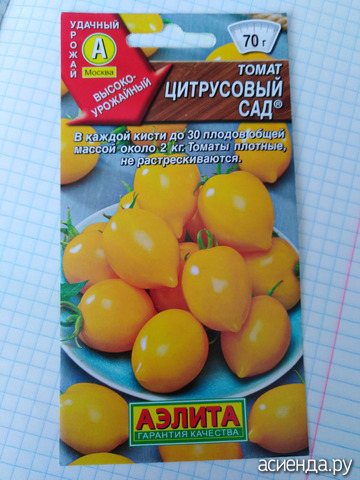 УДАЧНЫЙ
УРОЖАЙ
А
Москва
ВЫСОКО-
УРОЖАЙНЫЙ
70 г
ТОМАТ
ЦИТРУСОВЫЙ
САД®
В каждой кисти до 30 плодов общей
массой около 2 кг. Томаты плотные,
не растрескиваются.
АЭЛИТА
ГАРАНТИЯ КАЧЕСТВА
асиенда.ру